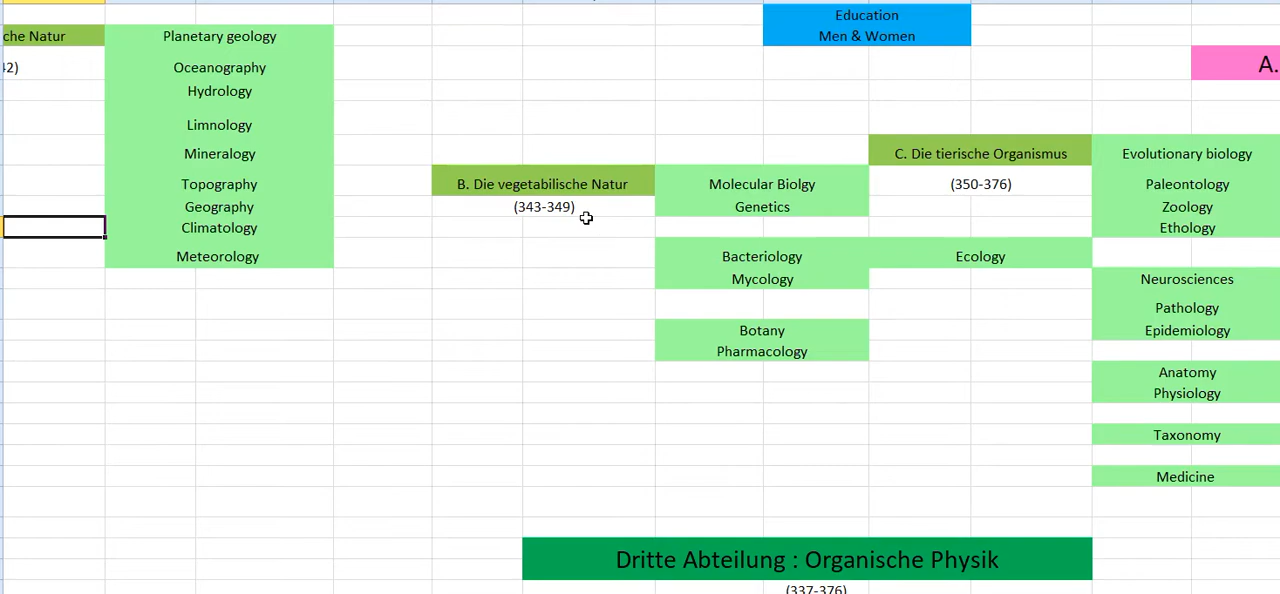 Education
Men & Women
che Natur
42)
Planetary geology
Oceanography
Hydrology
Limnology
Mineralogy
Topography
Geography
Climatology
Meteorology
B. Die vegetabilische Natur
(343-349)
Molecular Biolgy
Genetics
Bacteriology
Mycology
Botany
Pharmacology
C. Die tierische Organismus
(350-376)
Ecology
A.
Evolutionary biology
Paleontology
Zoology
Ethology
Neurosciences
Pathology
Epidemiology
Anatomy
Physiology
Taxonomy
Medicine
Dritte Abteilung : Organische Physik
(337-376)